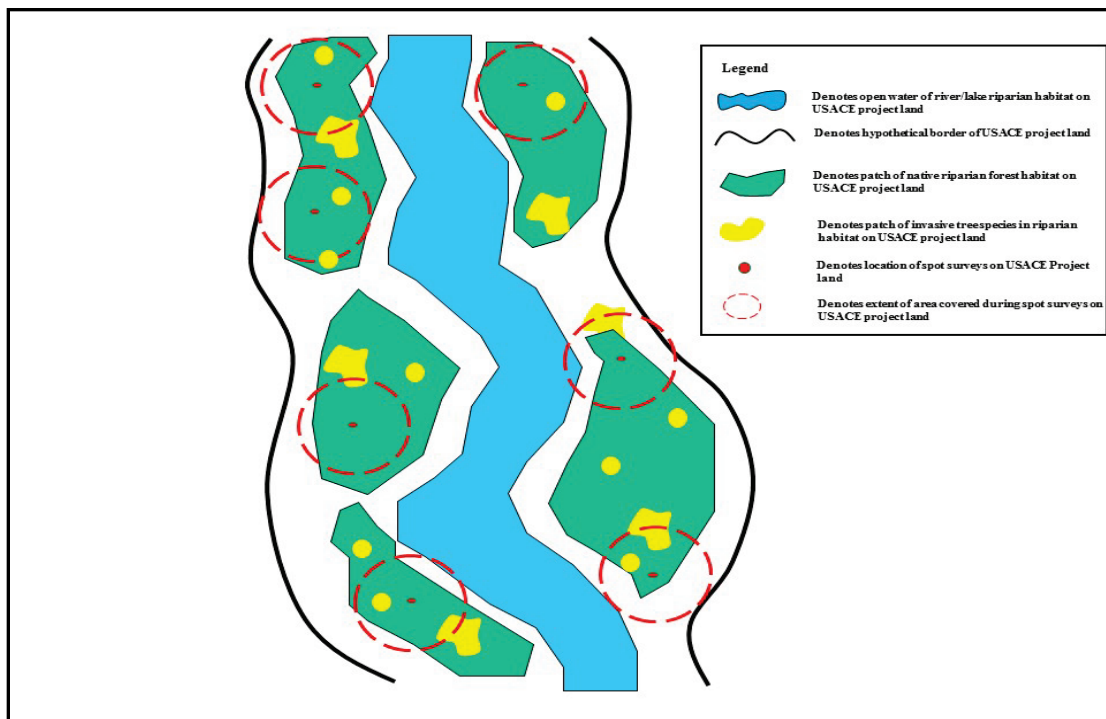 Legend
Denotes open water of river/lake riparian habitat on
USACE project land
Denotes hypothetical border of USACE project land
Denotes patch of native riparian forest habitat on
USACE project land
Denotes patch of invasive tree species in riparian
habitat on USACE project land
Denotes location of spot surveys on USACE Project
land
Denotes extent of area covered during spot surveys on
USACE project land